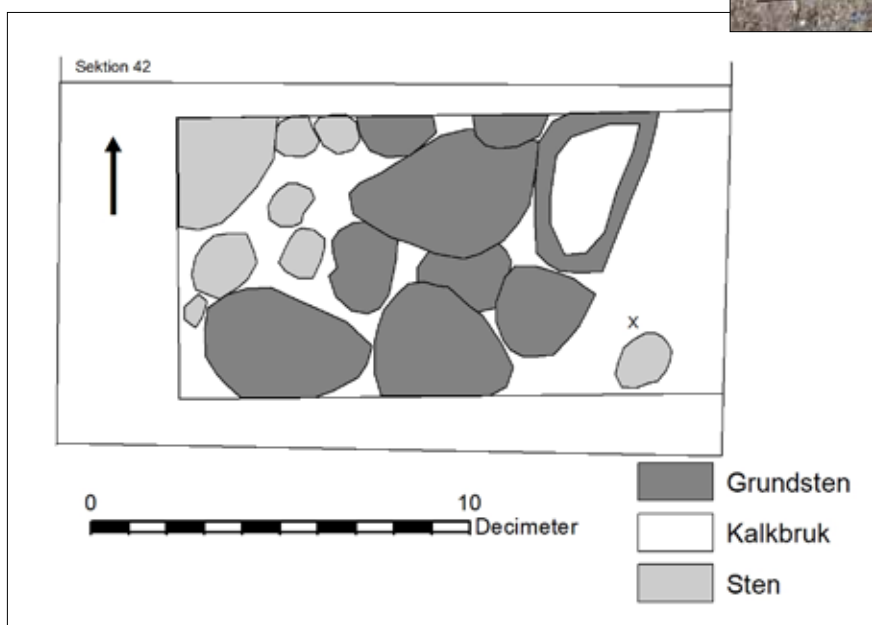 Sektion 42
X
0 10
Decimeter
Grundsten
Kalkbruk
Sten